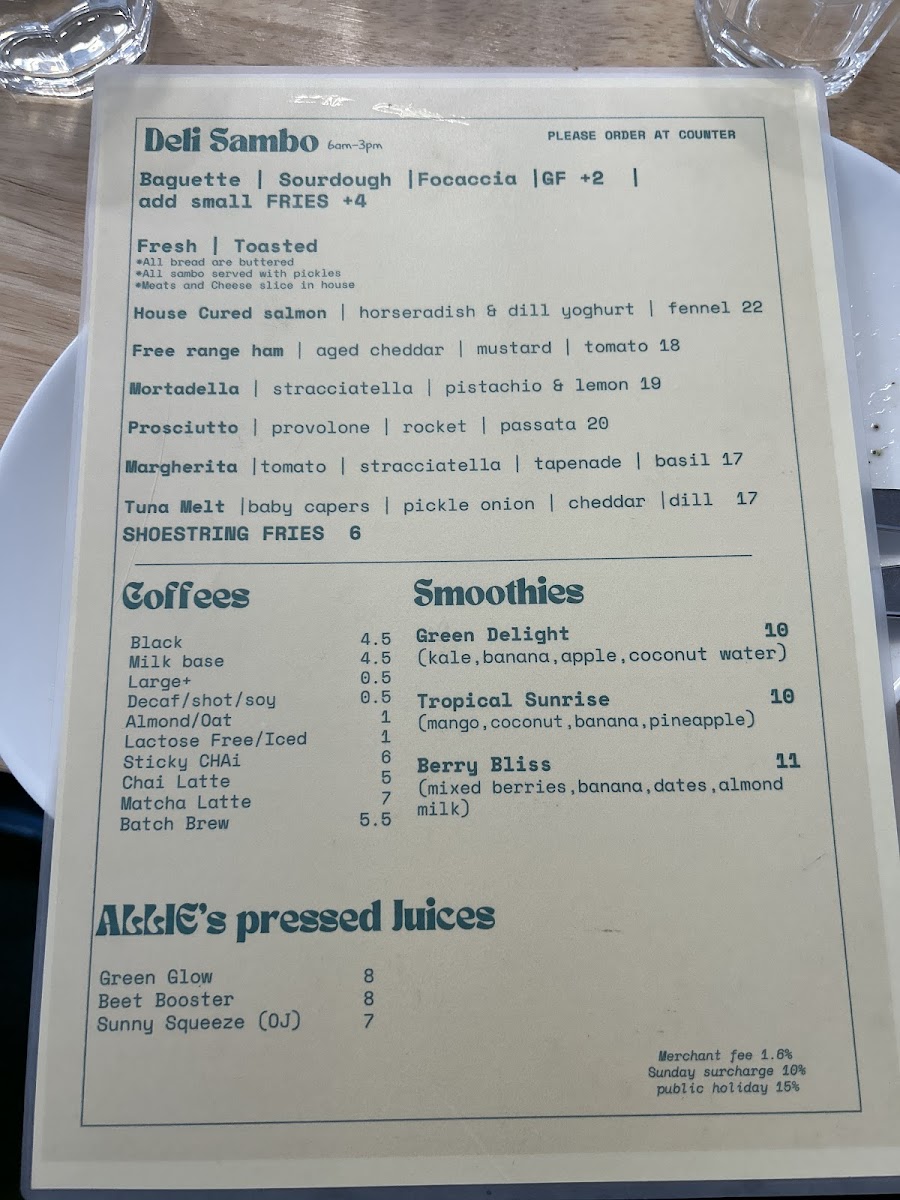 Deli Sambo 6am-3pm
PLEASE ORDER AT COUNTER
Baguette | Sourdough |Focaccia |GF +2 |
add small FRIES +4
Fresh | Toasted
*All bread are buttered
*All sambo served with pickles
*Meats and Cheese slice in house
House Cured salmon | horseradish & dill yoghurt | fennel 22
Free range ham | aged cheddar | mustard | tomato 18
Mortadella | stracciatella | pistachio & lemon 19
Prosciutto | provolone | rocket | passata 20
Margherita |tomato | stracciatella | tapenade | basil 17
Tuna Melt |baby capers | pickle onion | cheddar |dill 17
SHOESTRING FRIES 6
Coffees
Black 4.5
Milk base 4.5
Large+ 0.5
Decaf/shot/soy 0.5
Almond/Oat 1
Lactose Free/Iced 1
Sticky CHAi 6
Chai Latte 5
Matcha Latte 7
Batch Brew 5.5
Smoothies
Green Delight 10
(kale,banana,apple,coconut water)
Tropical Sunrise 10
(mango,coconut,banana,pineapple)
Berry Bliss 11
(mixed berries,banana,dates,almond
milk)
ALLIE's pressed Juices
Green Glow 8
Beet Booster 8
Sunny Squeeze (OJ) 7
Merchant fee 1.6%
Sunday surcharge 10%
public holiday 15%